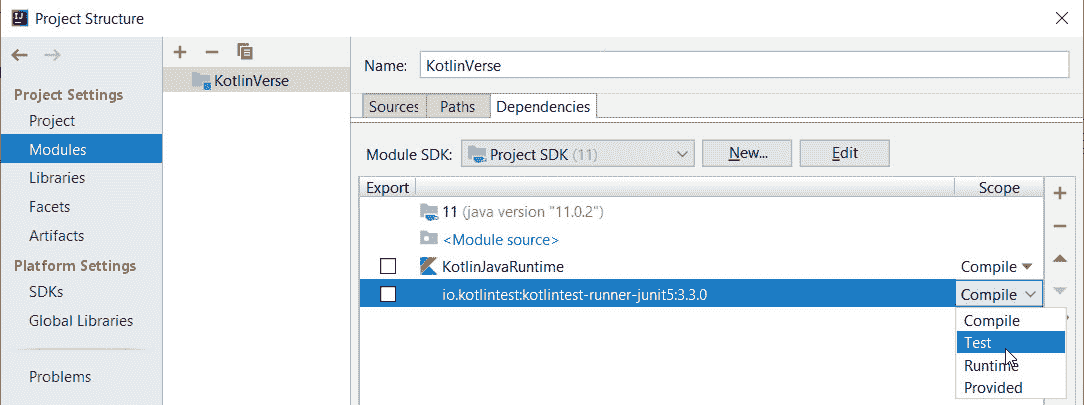 Project Structure
Project Settings
Project
Modules
Libraries
Facets
Artifacts
Platform Settings
SDKs
Global Libraries
Problems
KotlinVerse
Name: KotlinVerse
Sources Paths Dependencies
Module SDK: Project SDK (11) New... Edit
Export Scope
11 (java version "11.0.2")
<Module source>
KotlinJavaRuntime Compile
io.kotlintest:kotlintest-runner-junit5:3.3.0 Compile
Compile
Test
Runtime
Provided